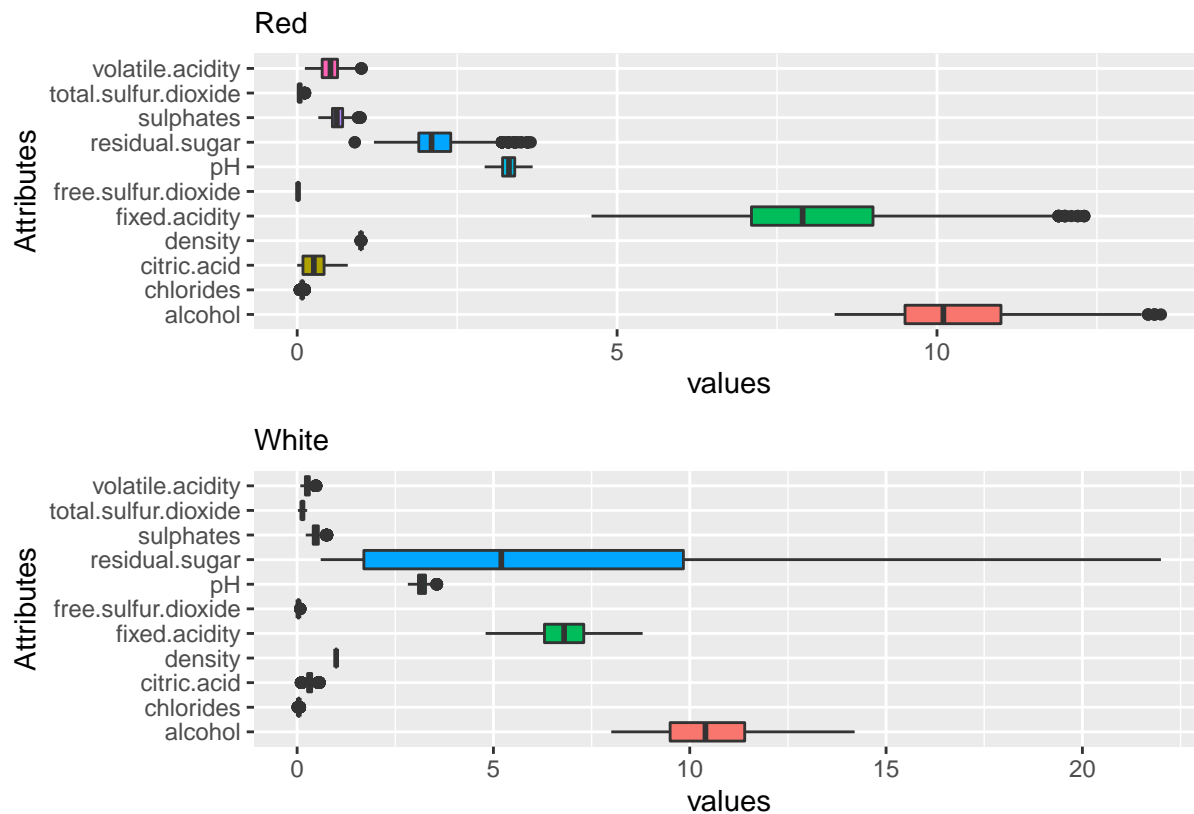 Red
Attributes
volatile.acidity
total.sulfur.dioxide
sulphates
residual.sugar
pH
free.sulfur.dioxide
fixed.acidity
density
citric.acid
chlorides
alcohol
0 5 10
values
White
Attributes
volatile.acidity
total.sulfur.dioxide
sulphates
residual.sugar
pH
free.sulfur.dioxide
fixed.acidity
density
citric.acid
chlorides
alcohol
0 5 10 15 20
values